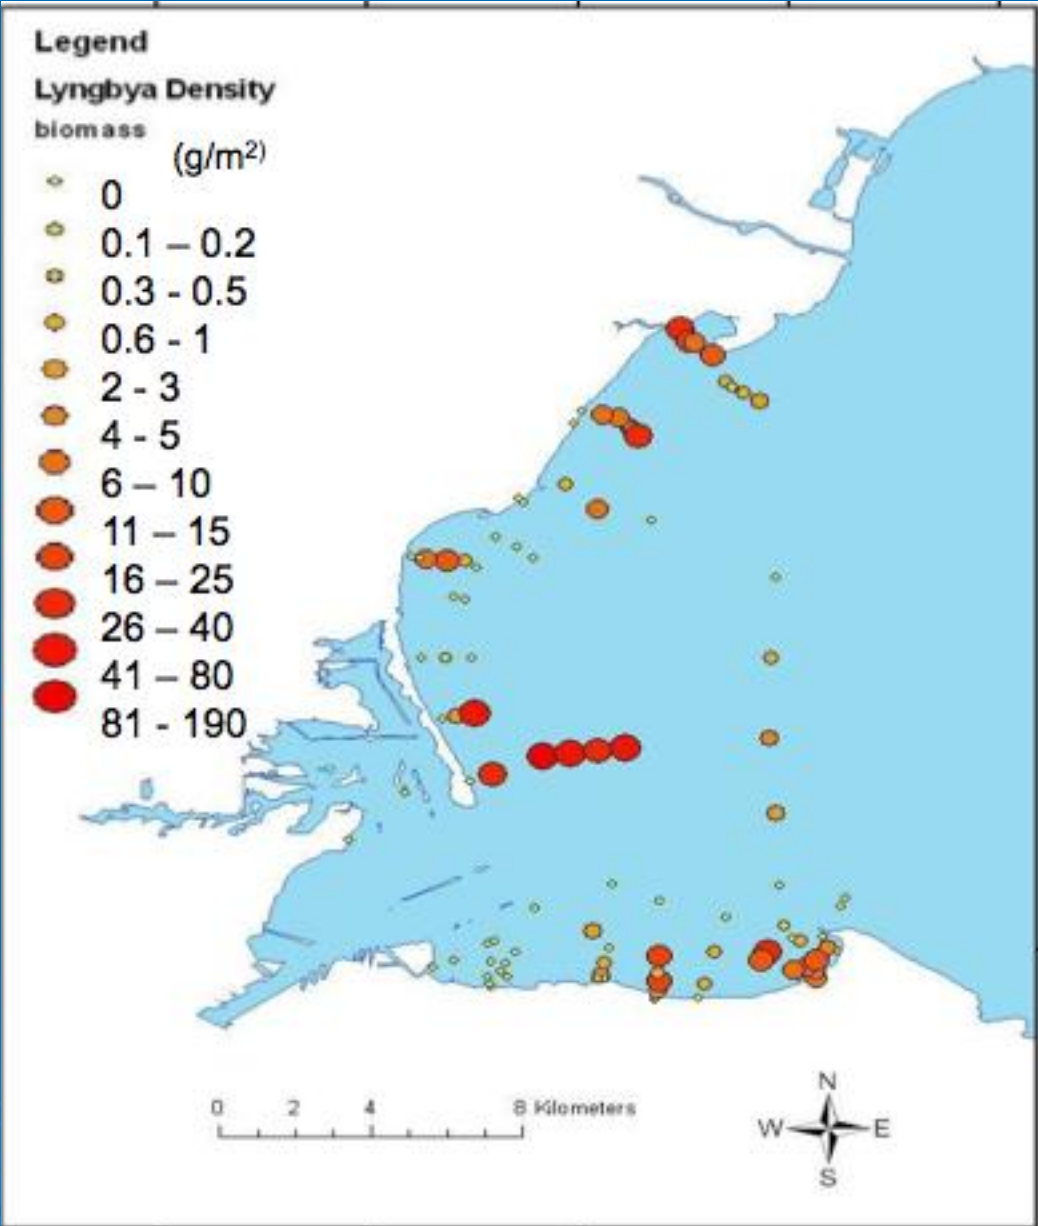 Legend
Lyngbya Density
biomass
(g/m2)
0
0.1 – 0.2
0.3 - 0.5
0.6 - 1
2 - 3
4 - 5
6 – 10
11 – 15
16 – 25
26 – 40
41 – 80
81 - 190
0 2 4 8 Kilometers
N
W E
S